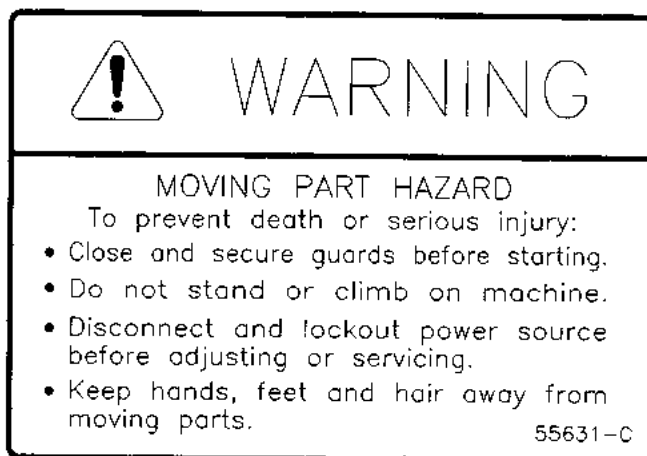 WARNING
MOVING PART HAZARD
To prevent death or serious injury:
• Close and secure guards before starting.
• Do not stand or climb on machine.
• Disconnect and lockout power source
before adjusting or servicing.
• Keep hands, feet and hair away from
moving parts.
55631-C